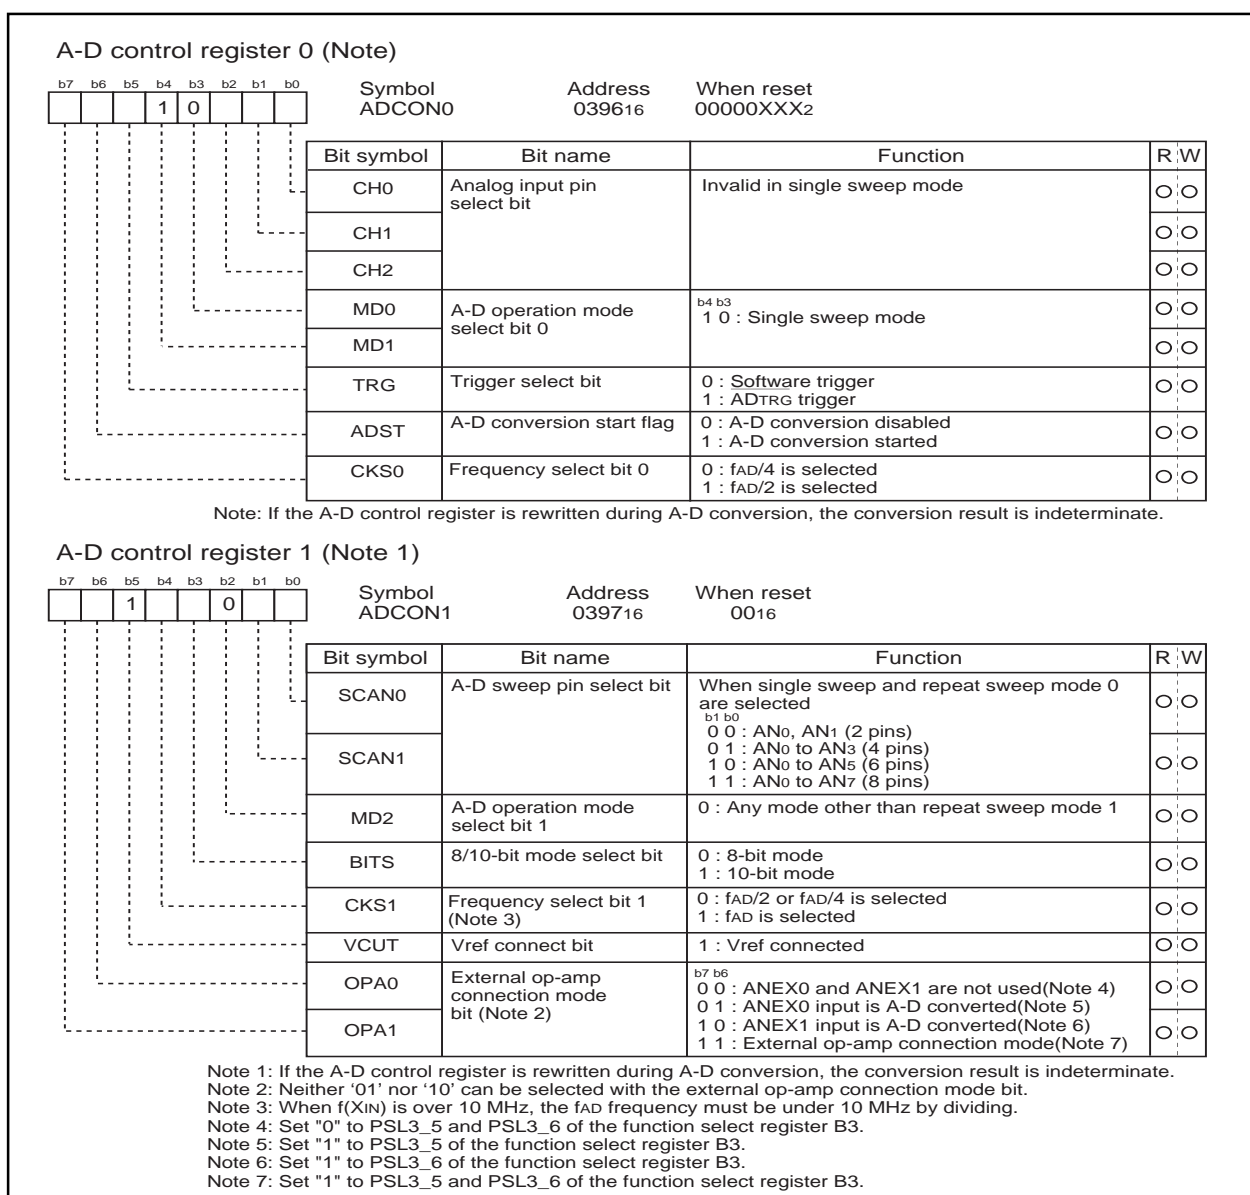 A-D control register 0 (Note)
b7 b6 b5 b4 b3 b2 b1 b0
1 0
Symbol Address When reset
ADCON0 039616 00000XXX2
Bit symbol Bit name Function R W
CH0 Analog input pin select bit Invalid in single sweep mode
CH1
CH2
MD0 A-D operation mode select bit 0 b4 b3
1 0 : Single sweep mode
MD1
TRG Trigger select bit 0 : Software trigger
1 : ADTRG trigger
ADST A-D conversion start flag 0 : A-D conversion disabled
1 : A-D conversion started
CKS0 Frequency select bit 0 0 : fAD/4 is selected
1 : fAD/2 is selected
Note: If the A-D control register is rewritten during A-D conversion, the conversion result is indeterminate.
A-D control register 1 (Note 1)
b7 b6 b5 b4 b3 b2 b1 b0
1 0
Symbol Address When reset
ADCON1 039716 0016
Bit symbol Bit name Function R W
SCAN0 A-D sweep pin select bit When single sweep and repeat sweep mode 0
are selected
b1 b0
0 0 : AN0, AN1 (2 pins)
0 1 : AN0 to AN3 (4 pins)
SCAN1 1 0 : AN0 to AN5 (6 pins)
1 1 : AN0 to AN7 (8 pins)
MD2 A-D operation mode select bit 1 0 : Any mode other than repeat sweep mode 1
BITS 8/10-bit mode select bit 0 : 8-bit mode
1 : 10-bit mode
CKS1 Frequency select bit 1 (Note 3) 0 : fAD/2 or fAD/4 is selected
1 : fAD is selected
VCUT Vref connect bit 1 : Vref connected
OPA0 External op-amp connection mode bit (Note 2) b7 b6
0 0 : ANEX0 and ANEX1 are not used(Note 4)
0 1 : ANEX0 input is A-D converted(Note 5)
OPA1 1 0 : ANEX1 input is A-D converted(Note 6)
1 1 : External op-amp connection mode(Note 7)
Note 1: If the A-D control register is rewritten during A-D conversion, the conversion result is indeterminate.
Note 2: Neither ‘01’ nor ‘10’ can be selected with the external op-amp connection mode bit.
Note 3: When f(XIN) is over 10 MHz, the fAD frequency must be under 10 MHz by dividing.
Note 4: Set "0" to PSL3_5 and PSL3_6 of the function select register B3.
Note 5: Set "1" to PSL3_5 of the function select register B3.
Note 6: Set "1" to PSL3_6 of the function select register B3.
Note 7: Set "1" to PSL3_5 and PSL3_6 of the function select register B3.